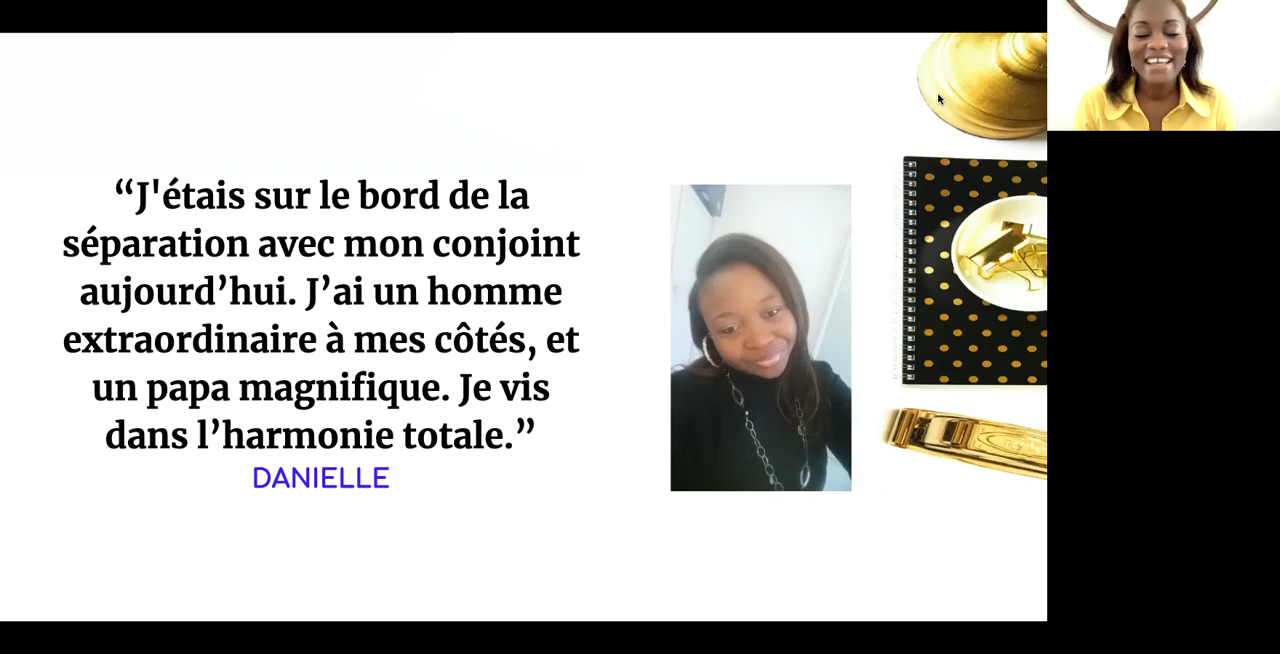 “J'étais sur le bord de la
séparation avec mon conjoint
aujourd’hui. J’ai un homme
extraordinaire à mes côtés, et
un papa magnifique. Je vis
dans l’harmonie totale.”
DANIELLE